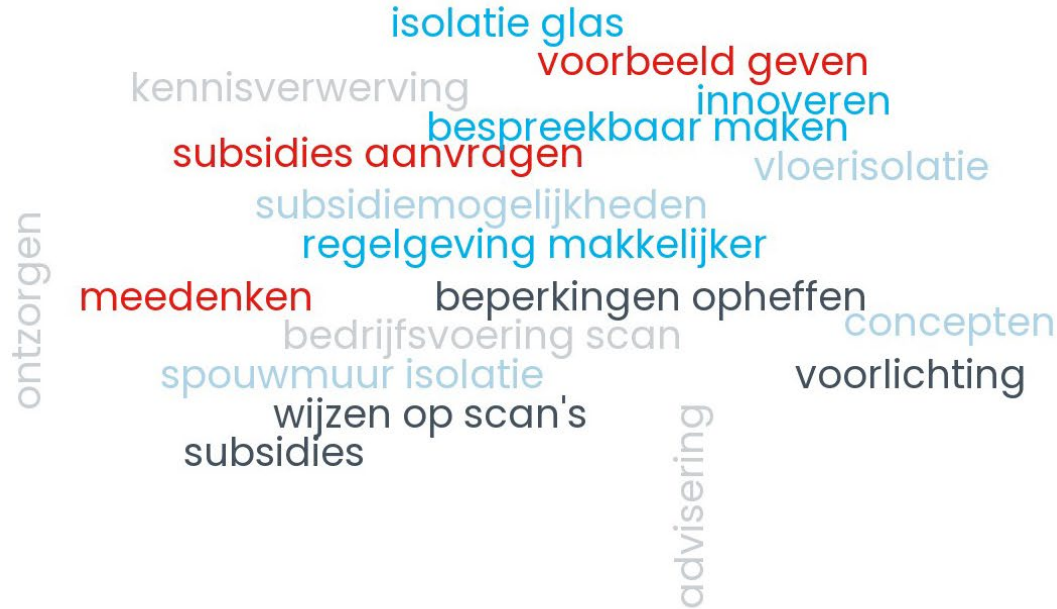 isolatie glas
voorbeeld geven
kennisverwerving
innoveren
bespreekbaar maken
subsidies aanvragen
vloerisolatie
subsidiemogelijkheden
regelgeving makkelijker
ontzorgen
meedenken
beperkingen opheffen
concepten
bedrijfsvoering scan
spouwmuur isolatie
voorlichting
wijzen op scan's
subsidies
advisering